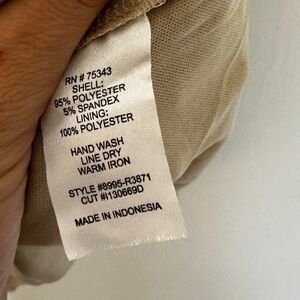 RN # 75343
SHELL:
95% POLYESTER
5% SPANDEX
LINING:
100% POLYESTER
HAND WASH
LINE DRY
WARM IRON
STYLE #8995-R3871
CUT #I130669D
MADE IN INDONESIA